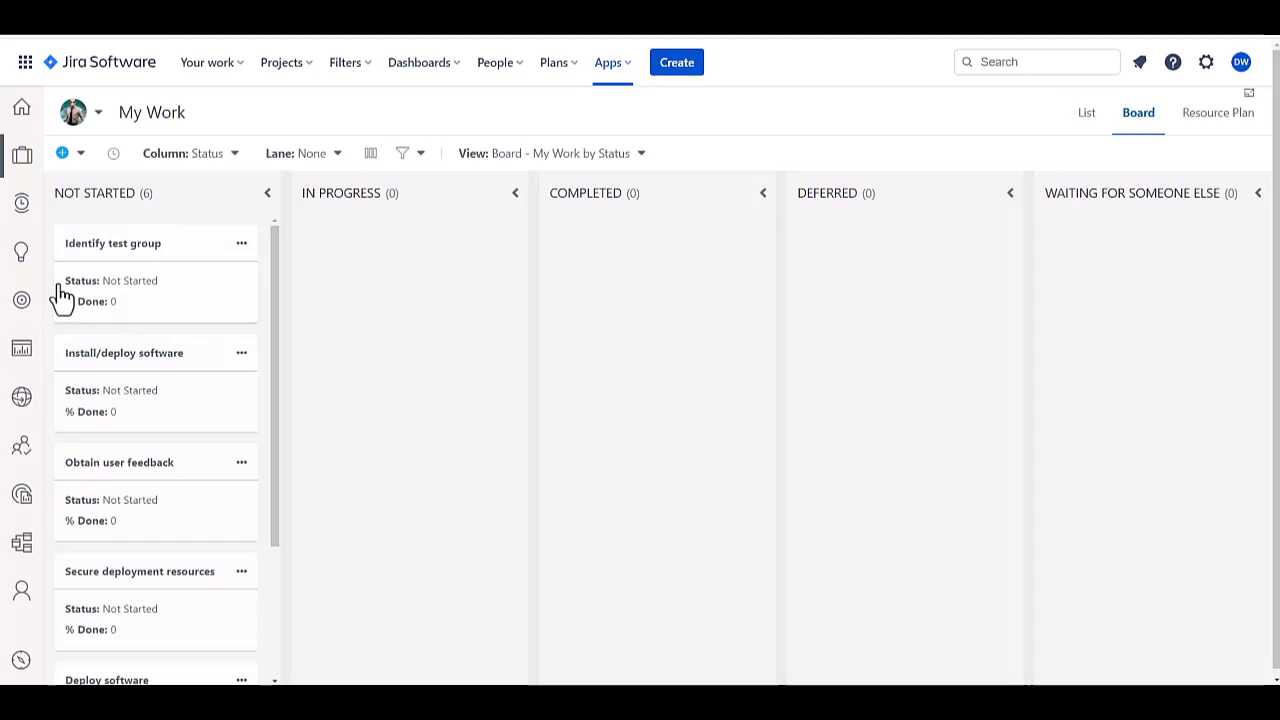 Jira Software Your work Projects Filters Dashboards People Plans Apps Create Search DW
My Work List Board Resource Plan
Column: Status Lane: None View: Board - My Work by Status
NOT STARTED (6) IN PROGRESS (0) COMPLETED (0) DEFERRED (0) WAITING FOR SOMEONE ELSE (0)
Identify test group
Status: Not Started
Done: 0
Install/deploy software
Status: Not Started
% Done: 0
Obtain user feedback
Status: Not Started
% Done: 0
Secure deployment resources
Status: Not Started
% Done: 0
Deploy software